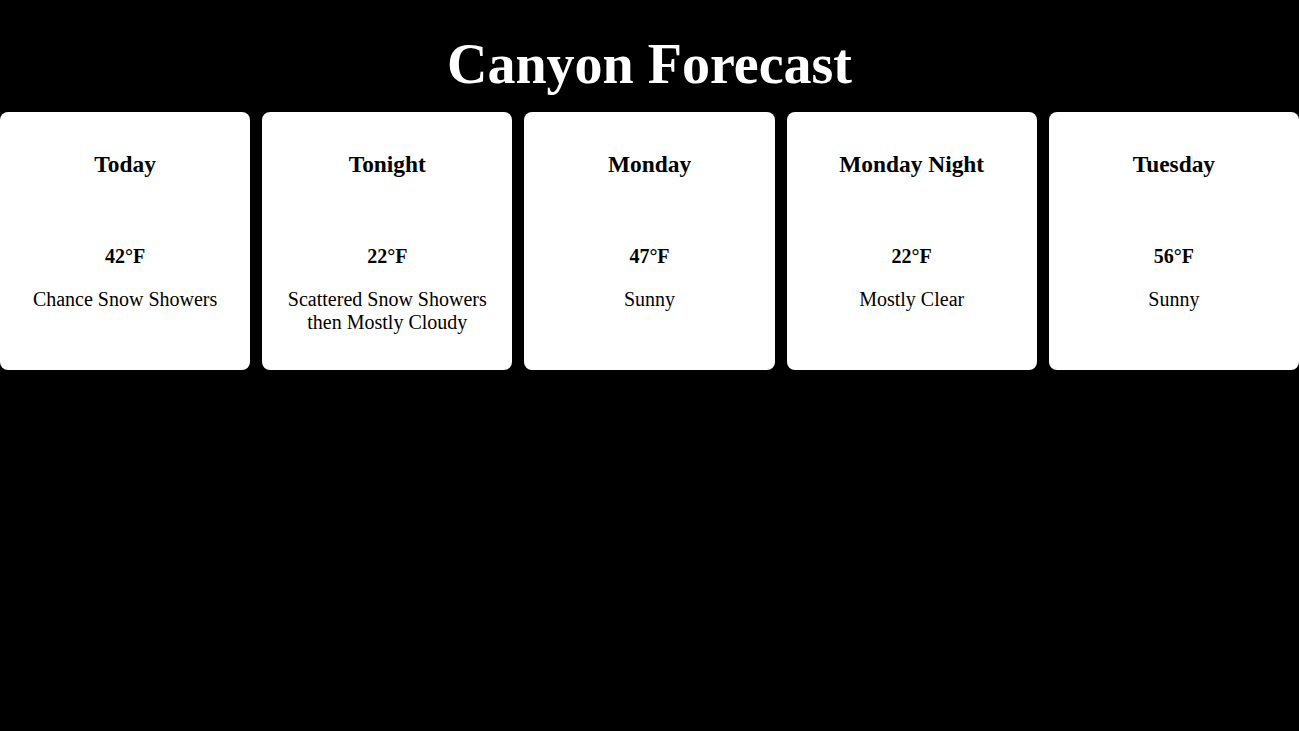 Canyon Forecast
Today
42°F
Chance Snow Showers
Tonight
22°F
Scattered Snow Showers
then Mostly Cloudy
Monday
47°F
Sunny
Monday Night
22°F
Mostly Clear
Tuesday
56°F
Sunny